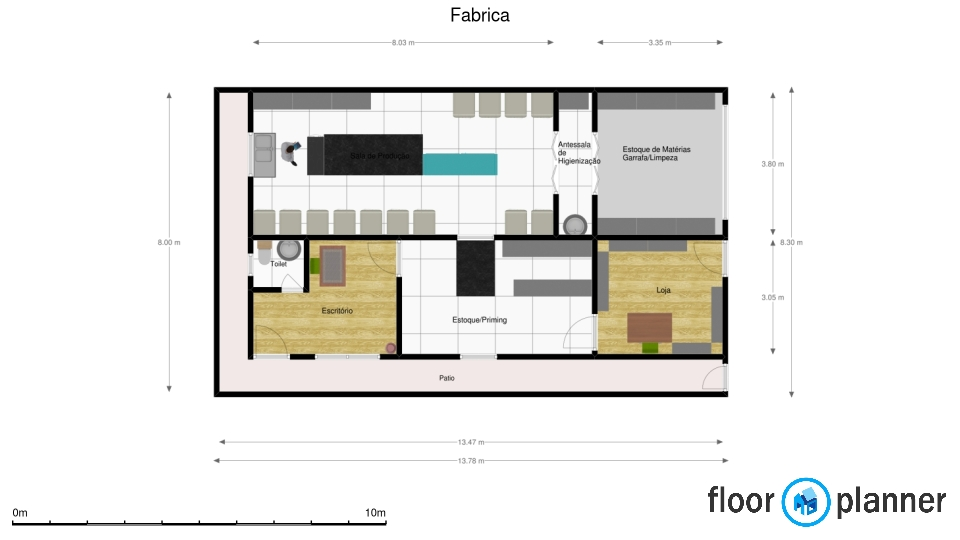 Fabrica
8.03 m
3.35 m
Sala de Produção
Antessala
de
Higienização
Estoque de Matérias
Garrafa/Limpeza
3.80 m
8.00 m
8.30 m
Toilet
Escritório
Estoque/Priming
Loja
3.05 m
Patio
13.47 m
13.78 m
0m
10m
floor planner